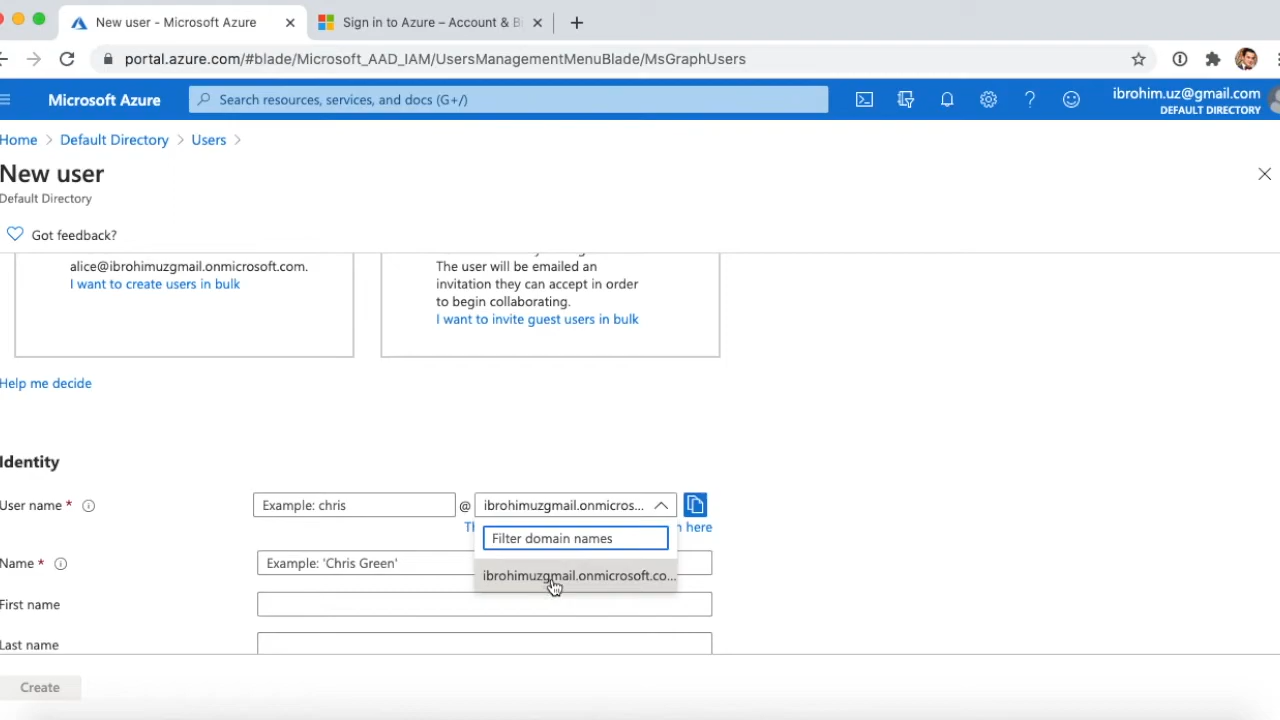 New user - Microsoft Azure
Sign in to Azure – Account & B
portal.azure.com/#blade/Microsoft_AAD_IAM/UsersManagementMenuBlade/MsGraphUsers
Microsoft Azure
Search resources, services, and docs (G+/)
ibrohim.uz@gmail.com
DEFAULT DIRECTORY
Home > Default Directory > Users >
New user
Default Directory
Got feedback?
alice@ibrohimuzgmail.onmicrosoft.com.
I want to create users in bulk
The user will be emailed an
invitation they can accept in order
to begin collaborating.
I want to invite guest users in bulk
Help me decide
Identity
User name *
Example: chris
@
ibrohimuzgmail.onmicros...
here
Filter domain names
Name *
Example: 'Chris Green'
ibrohimuzgmail.onmicrosoft.co...
First name
Last name
Create